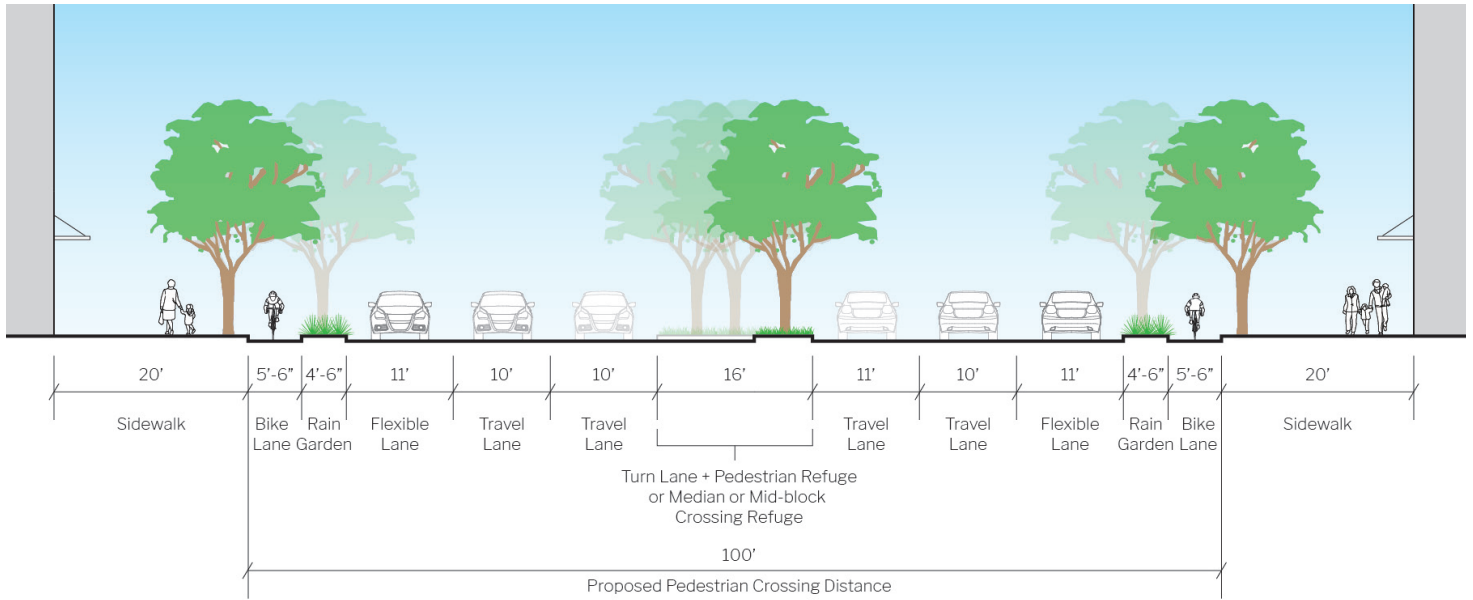 20’ 5’-6” 4’-6” 11’ 10’ 10’ 16’ 11’ 10’ 11’ 4’-6” 5’-6” 20’
Sidewalk Bike Rain Flexible Travel Travel Travel Travel Flexible Rain Bike Sidewalk
Lane Garden Lane Lane Lane Lane Lane Lane Garden Lane
Turn Lane + Pedestrian Refuge
or Median or Mid-block
Crossing Refuge
100’
Proposed Pedestrian Crossing Distance